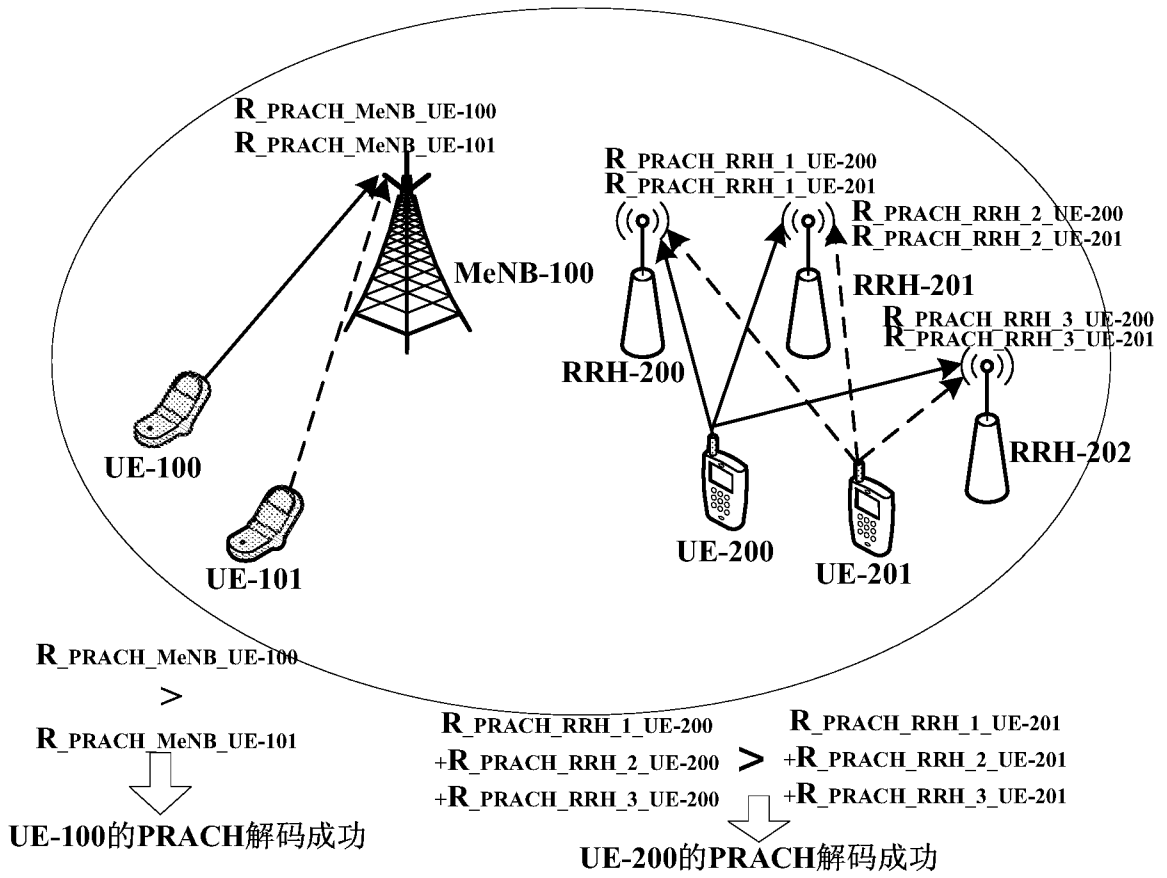 R_PRACH_MeNB_UE-100
R_PRACH_MeNB_UE-101
MeNB-100
UE-100
UE-101
R_PRACH_RRH_1_UE-200
R_PRACH_RRH_1_UE-201
R_PRACH_RRH_2_UE-200
R_PRACH_RRH_2_UE-201
RRH-201
R_PRACH_RRH_3_UE-200
R_PRACH_RRH_3_UE-201
RRH-200
RRH-202
UE-200
UE-201
R_PRACH_MeNB_UE-100
>
R_PRACH_MeNB_UE-101
UE-100的PRACH解码成功
R_PRACH_RRH_1_UE-200
+R_PRACH_RRH_2_UE-200
+R_PRACH_RRH_3_UE-200
>
R_PRACH_RRH_1_UE-201
+R_PRACH_RRH_2_UE-201
+R_PRACH_RRH_3_UE-201
UE-200的PRACH解码成功